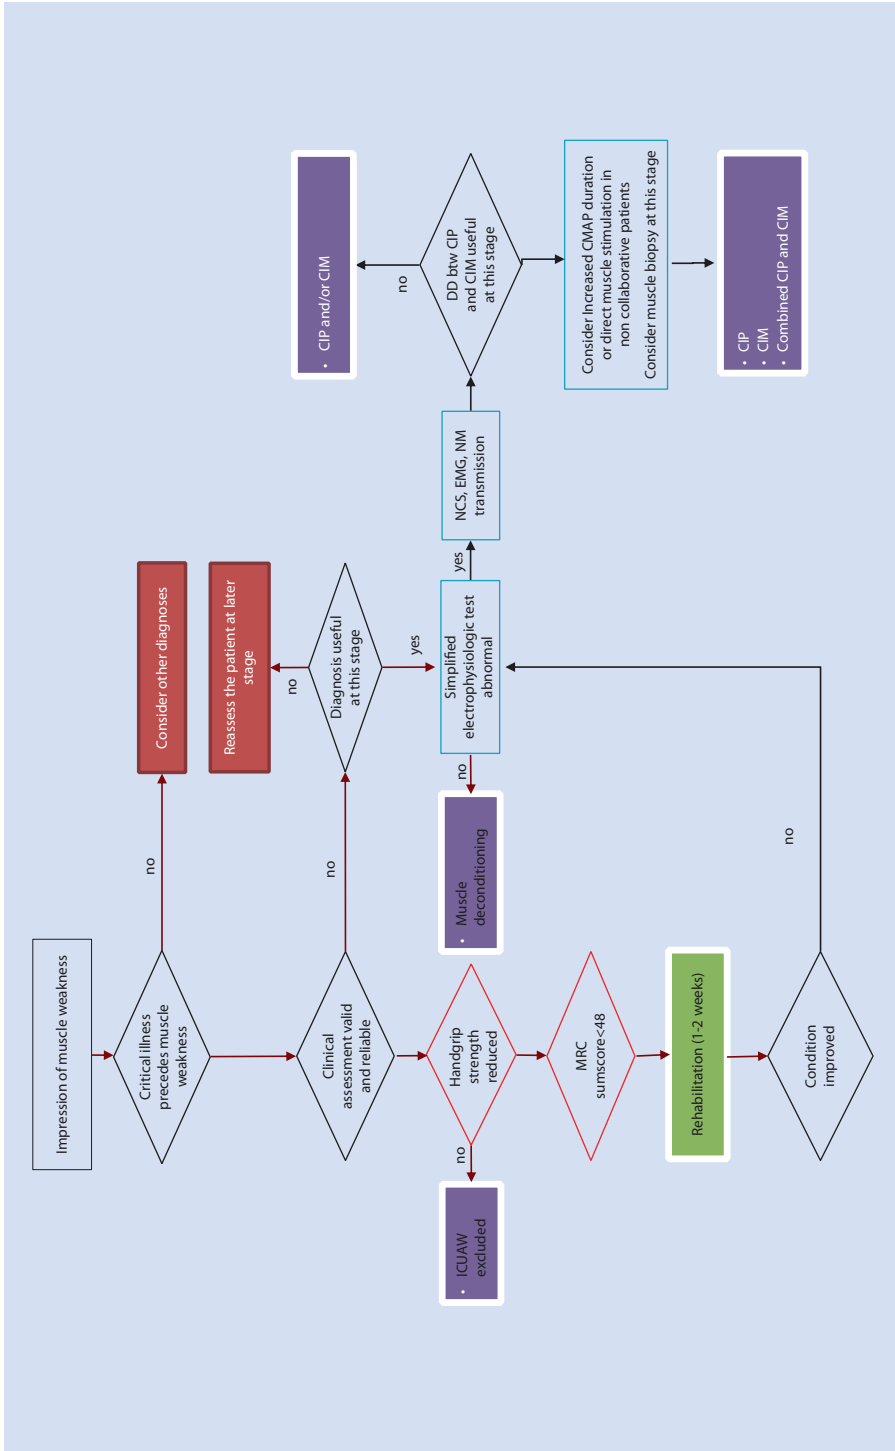 Impression of muscle weakness
Critical illness
precedes muscle
weakness
no
Consider other diagnoses
Clinical
assessment valid
and reliable
no
Diagnosis useful
at this stage
no
Reassess the patient at later
stage
yes
Handgrip
strength
reduced
no
• ICUAW
excluded
MRC
sumscore<48
Rehabilitation (1-2 weeks)
Condition
improved
no
Simplified
electrophysiologic test
abnormal
no
• Muscle
deconditioning
yes
NCS, EMG, NM
transmission
DD btw CIP
and CIM useful
at this stage
no
• CIP and/or CIM
Consider Increased CMAP duration
or direct muscle stimulation in
non collaborative patients
Consider muscle biopsy at this stage
• CIP
• CIM
• Combined CIP and CIM